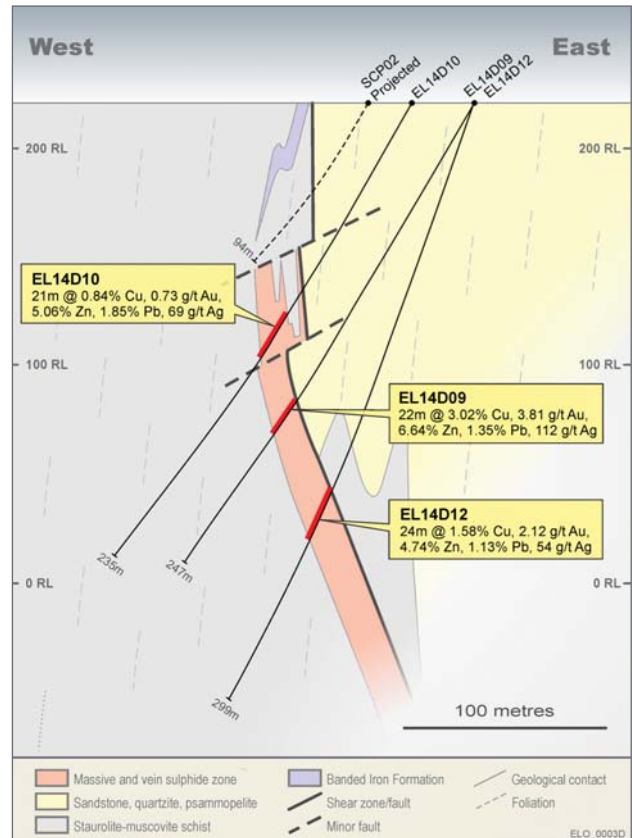 West
East
SCP02
Projected
EL14D10
EL14D09
EL14D12
200 RL
200 RL
94m
EL14D10
21m @ 0.84% Cu, 0.73 g/t Au,
5.06% Zn, 1.85% Pb, 69 g/t Ag
100 RL
100 RL
EL14D09
22m @ 3.02% Cu, 3.81 g/t Au,
6.64% Zn, 1.35% Pb, 112 g/t Ag
EL14D12
24m @ 1.58% Cu, 2.12 g/t Au,
4.74% Zn, 1.13% Pb, 54 g/t Ag
235m
247m
0 RL
0 RL
299m
100 metres
Massive and vein sulphide zone
Banded Iron Formation
Geological contact
Sandstone, quartzite, psammopelite
Shear zone/fault
Foliation
Staurolite-muscovite schist
Minor fault
ELO_0003D